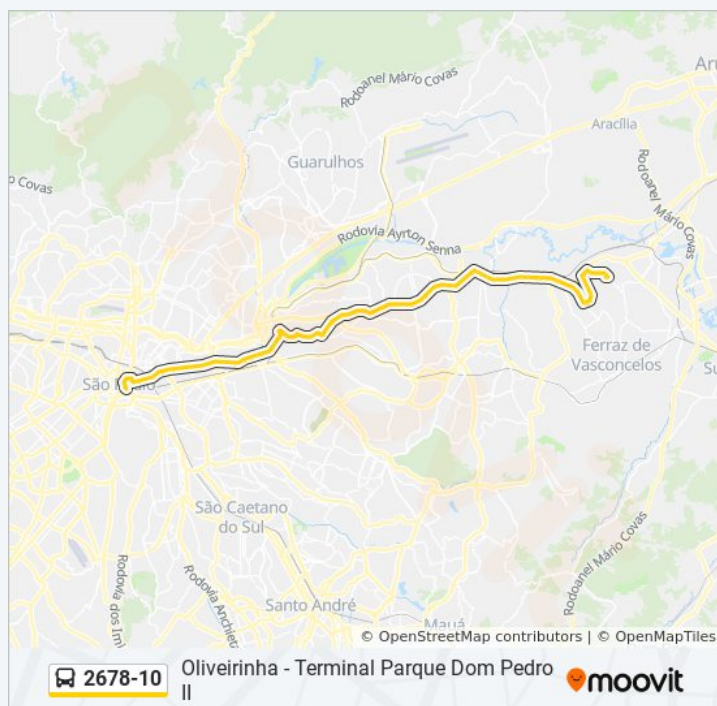 Rodoanel Mário Covas
Aru
Aracília
Guarulhos
Covas
Rodovia Ayrton Senna
Rodoanel Mário Covas
Ferraz de
Vasconcelos
Su
São Paulo
São Caetano
do Sul
Rodovia dos Imi
Rodovia Anchieta
Santo André
Mauá
Rodoanel Mário Covas
© OpenStreetMap contributors | © OpenMapTiles
2678-10
Oliveirinha - Terminal Parque Dom Pedro
II
moovit